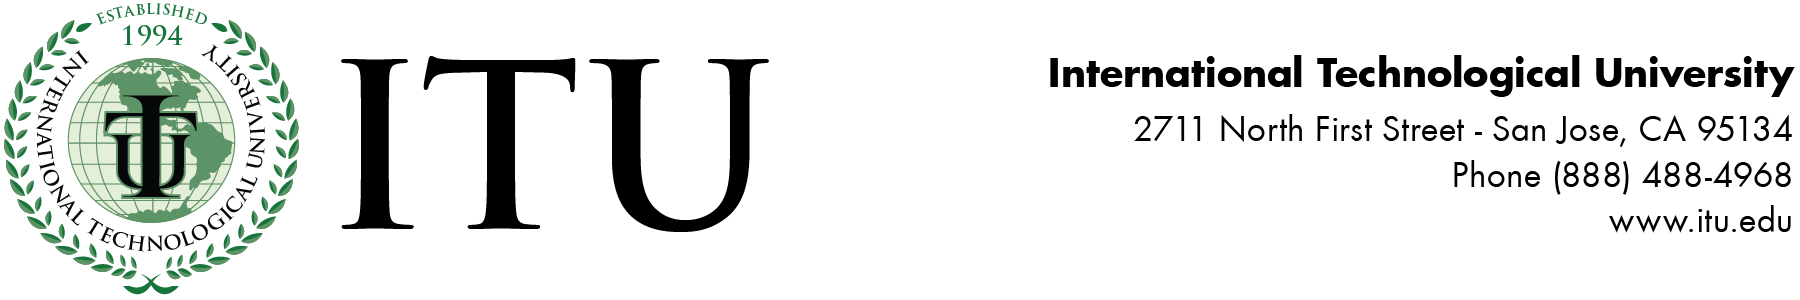 ESTABLISHED
1994
INTERNATIONAL TECHNOLOGICAL UNIVERSITY
ITU
ITU
International Technological University
2711 North First Street - San Jose, CA 95134
Phone (888) 488-4968
www.itu.edu